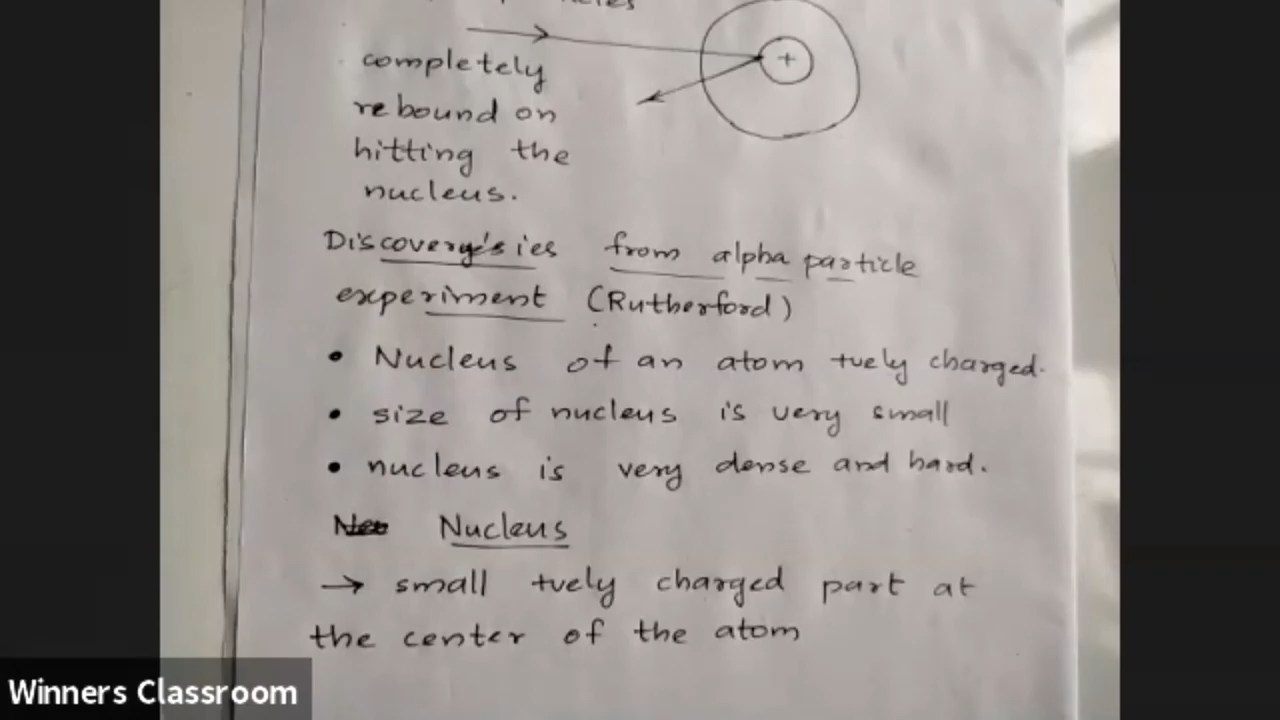 +
completely
rebound on
hitting the
nucleus.
Discovery's ies from alpha particle
experiment (Rutherford)
• Nucleus of an atom +vely charged.
• size of nucleus is very small
• nucleus is very dense and hard.
Nucleus
→ small +vely charged part at
the center of the atom
Winners Classroom